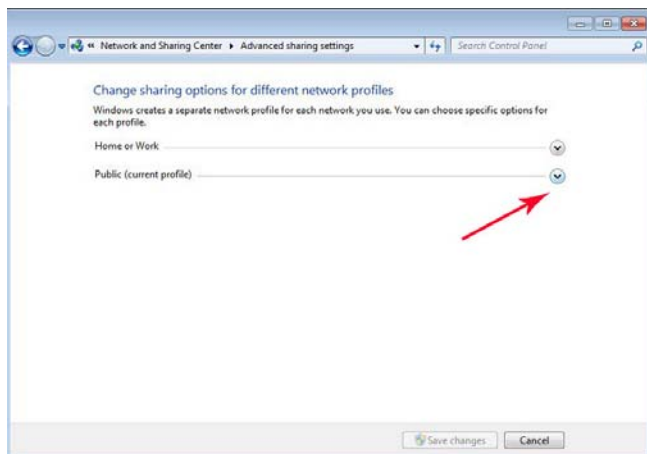 « Network and Sharing Center ▸ Advanced sharing settings
Search Control Panel
Change sharing options for different network profiles
Windows creates a separate network profile for each network you use. You can choose specific options for
each profile.
Home or Work
Public (current profile)
Save changes
Cancel